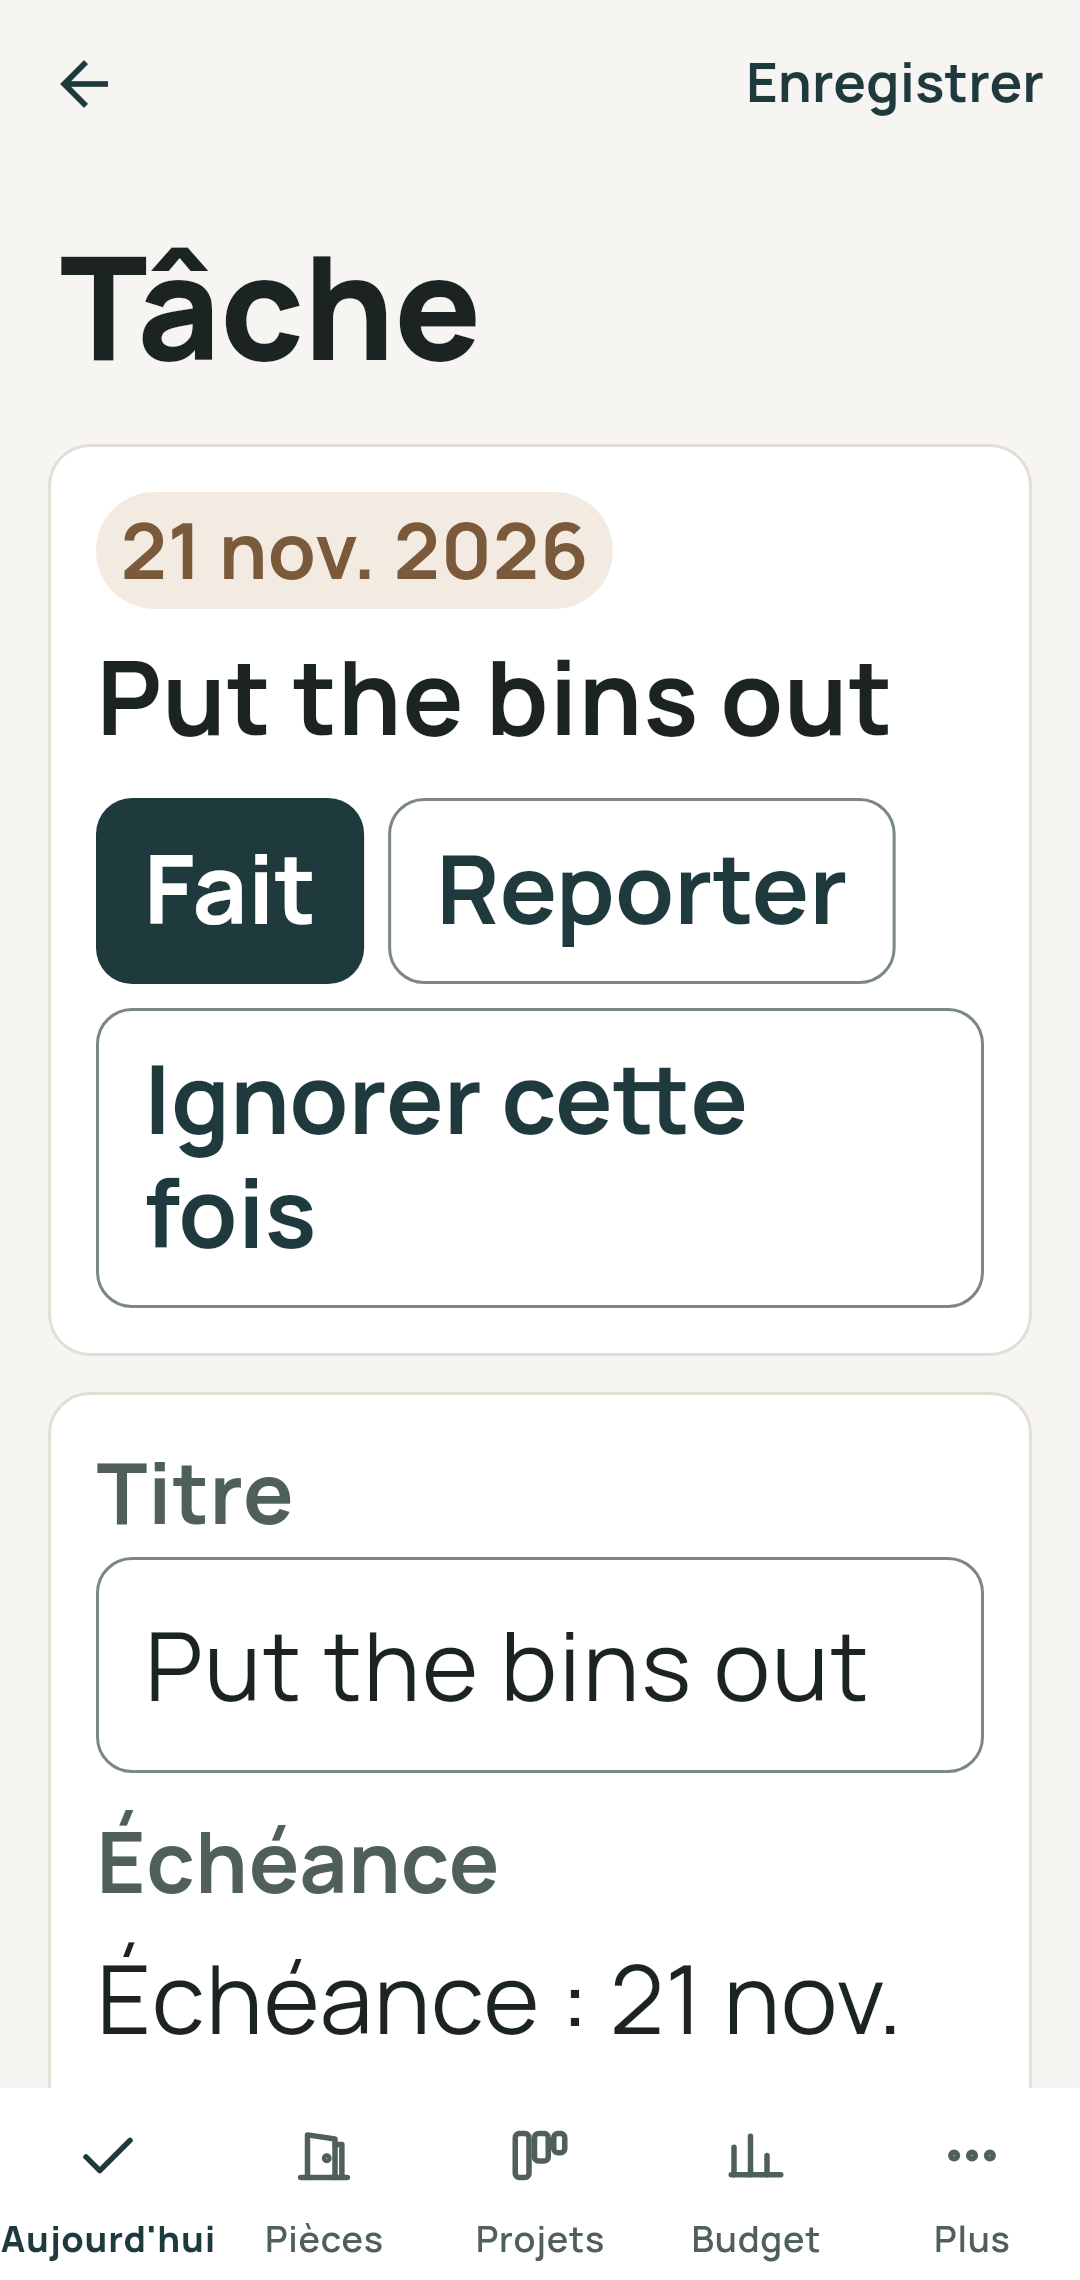 Enregistrer
Tâche
21 nov. 2026
Put the bins out
Fait
Reporter
Ignorer cette
fois
Titre
Put the bins out
Échéance
Échéance : 21 nov.
Aujourd'hui
Pièces
Projets
Budget
Plus